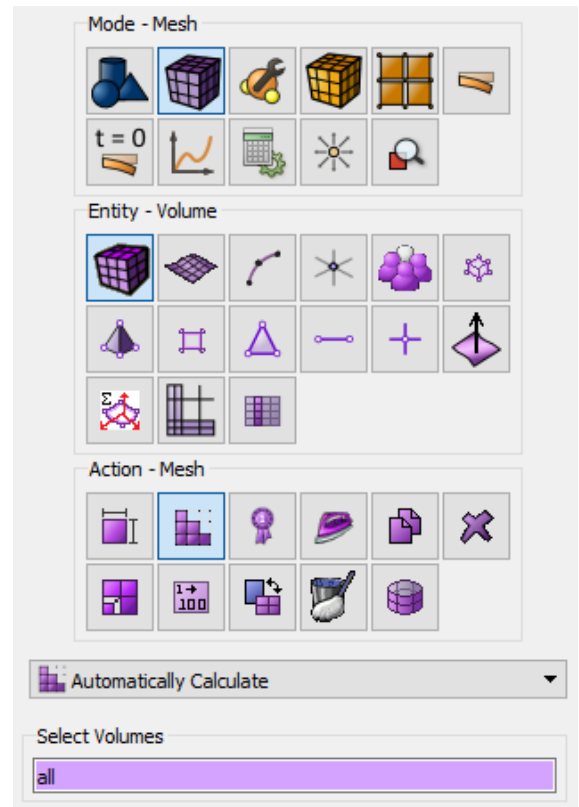 Mode - Mesh
t = 0
Entity - Volume
Σ
Action - Mesh
1→
100
Automatically Calculate
Select Volumes
all